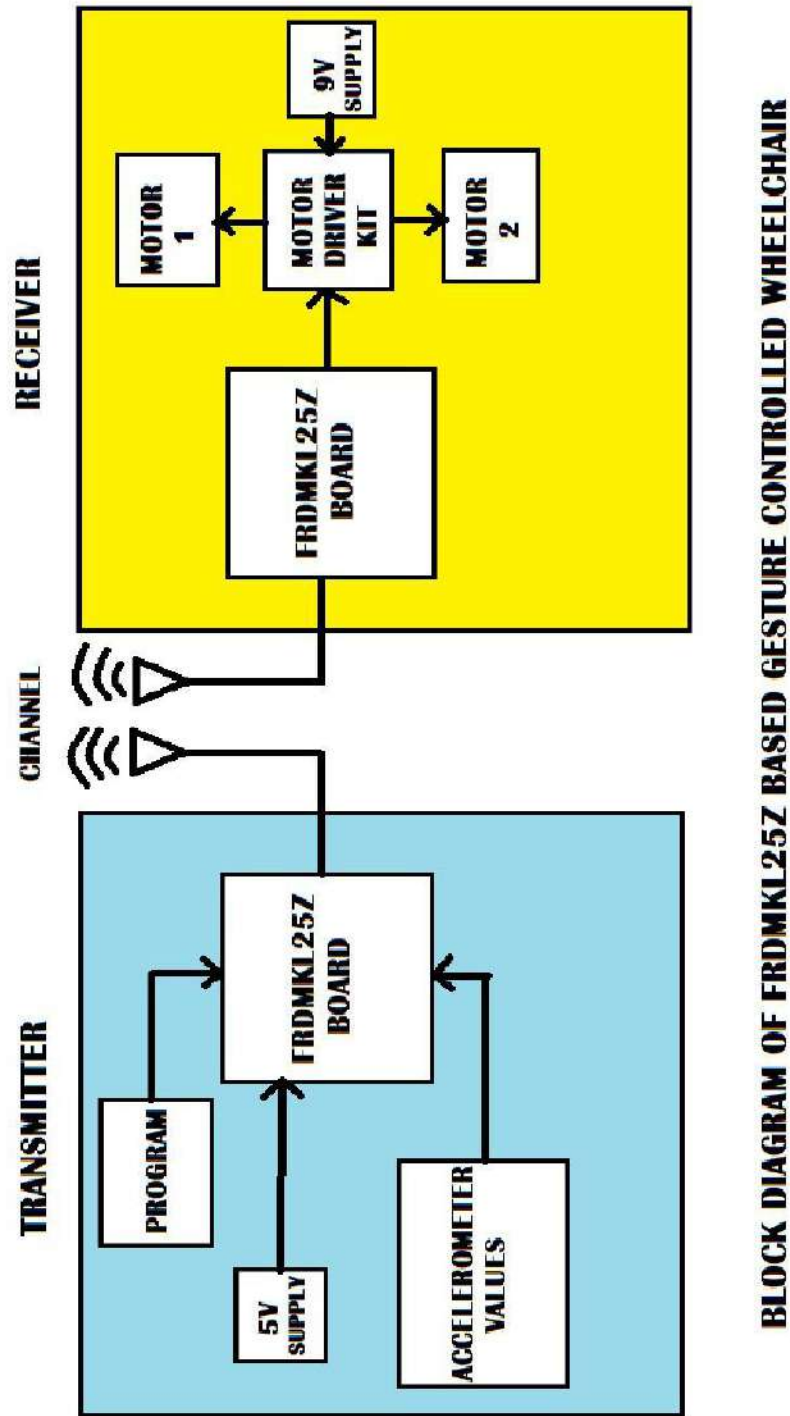 TRANSMITTER
CHANNEL
RECEIVER
PROGRAM
5V
SUPPLY
FRDMKL25Z
BOARD
ACCELEROMETER
VALUES
FRDMKL25Z
BOARD
MOTOR
1
MOTOR
DRIVER
KIT
9V
SUPPLY
MOTOR
2
BLOCK DIAGRAM OF FRDMKL25Z BASED GESTURE CONTROLLED WHEELCHAIR